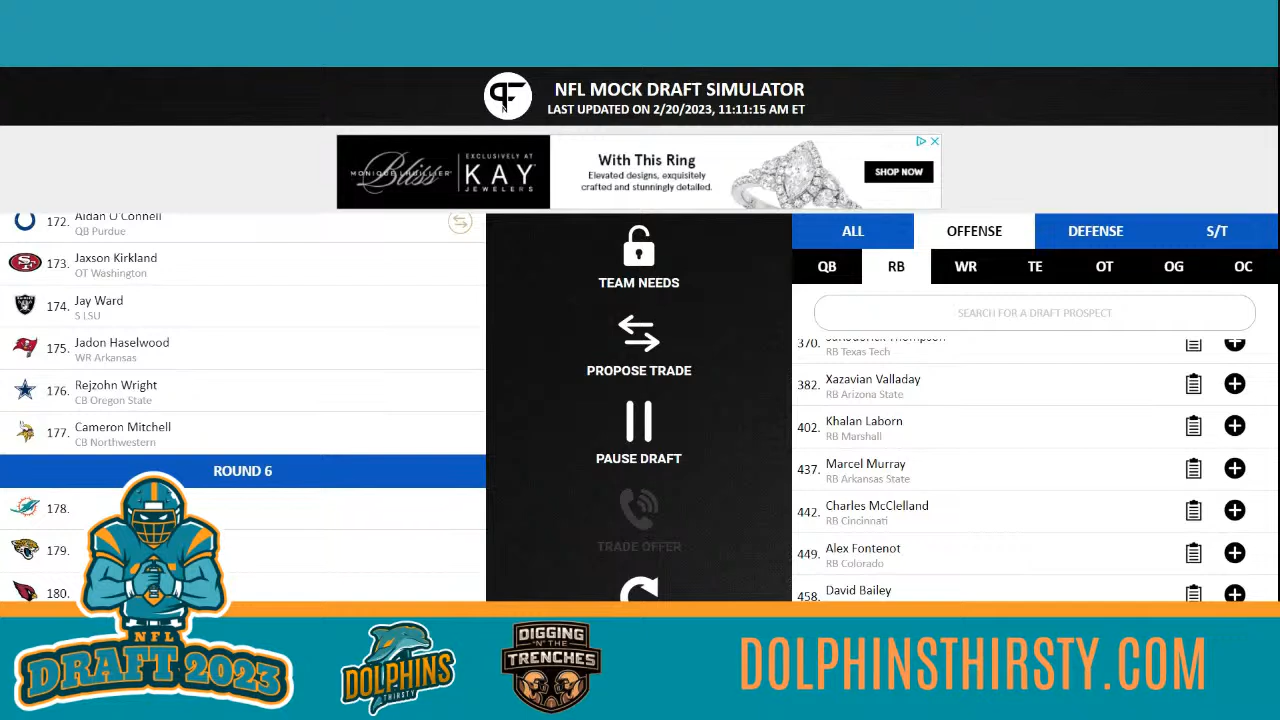 NFL MOCK DRAFT SIMULATOR
LAST UPDATED ON 2/20/2023, 11:11:15 AM ET
Bliss
EXCLUSIVELY AT
KAY
JEWELERS
With This Ring
Elevated designs, exquisitely
crafted and stunningly detailed.
SHOP NOW
172. Aidan O'Connell
QB Purdue
173. Jaxson Kirkland
OT Washington
174. Jay Ward
S LSU
175. Jadon Haselwood
WR Arkansas
176. Rejzohn Wright
CB Oregon State
177. Cameron Mitchell
CB Northwestern
ROUND 6
178.
179.
180.
TEAM NEEDS
PROPOSE TRADE
PAUSE DRAFT
TRADE OFFER
ALL OFFENSE DEFENSE S/T
QB RB WR TE OT OG OC
SEARCH FOR A DRAFT PROSPECT
370.
RB Texas Tech
382. Xazavian Valladay
RB Arizona State
402. Khalan Laborn
RB Marshall
437. Marcel Murray
RB Arkansas State
442. Charles McClelland
RB Cincinnati
449. Alex Fontenot
RB Colorado
458. David Bailey
NFL
DRAFT 2023
DOLPHINS
THIRSTY
DIGGING
"N" THE
TRENCHES
DOLPHINSTHIRSTY.COM